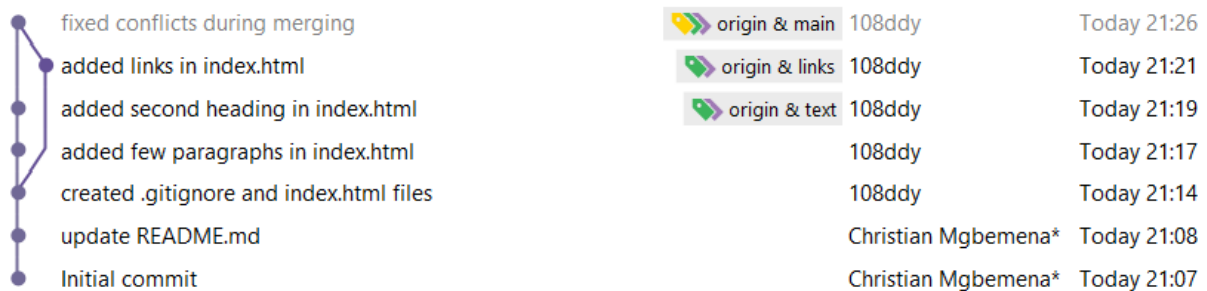 fixed conflicts during merging origin & main 108ddy Today 21:26
added links in index.html origin & links 108ddy Today 21:21
added second heading in index.html origin & text 108ddy Today 21:19
added few paragraphs in index.html 108ddy Today 21:17
created .gitignore and index.html files 108ddy Today 21:14
update README.md Christian Mgbemena* Today 21:08
Initial commit Christian Mgbemena* Today 21:07